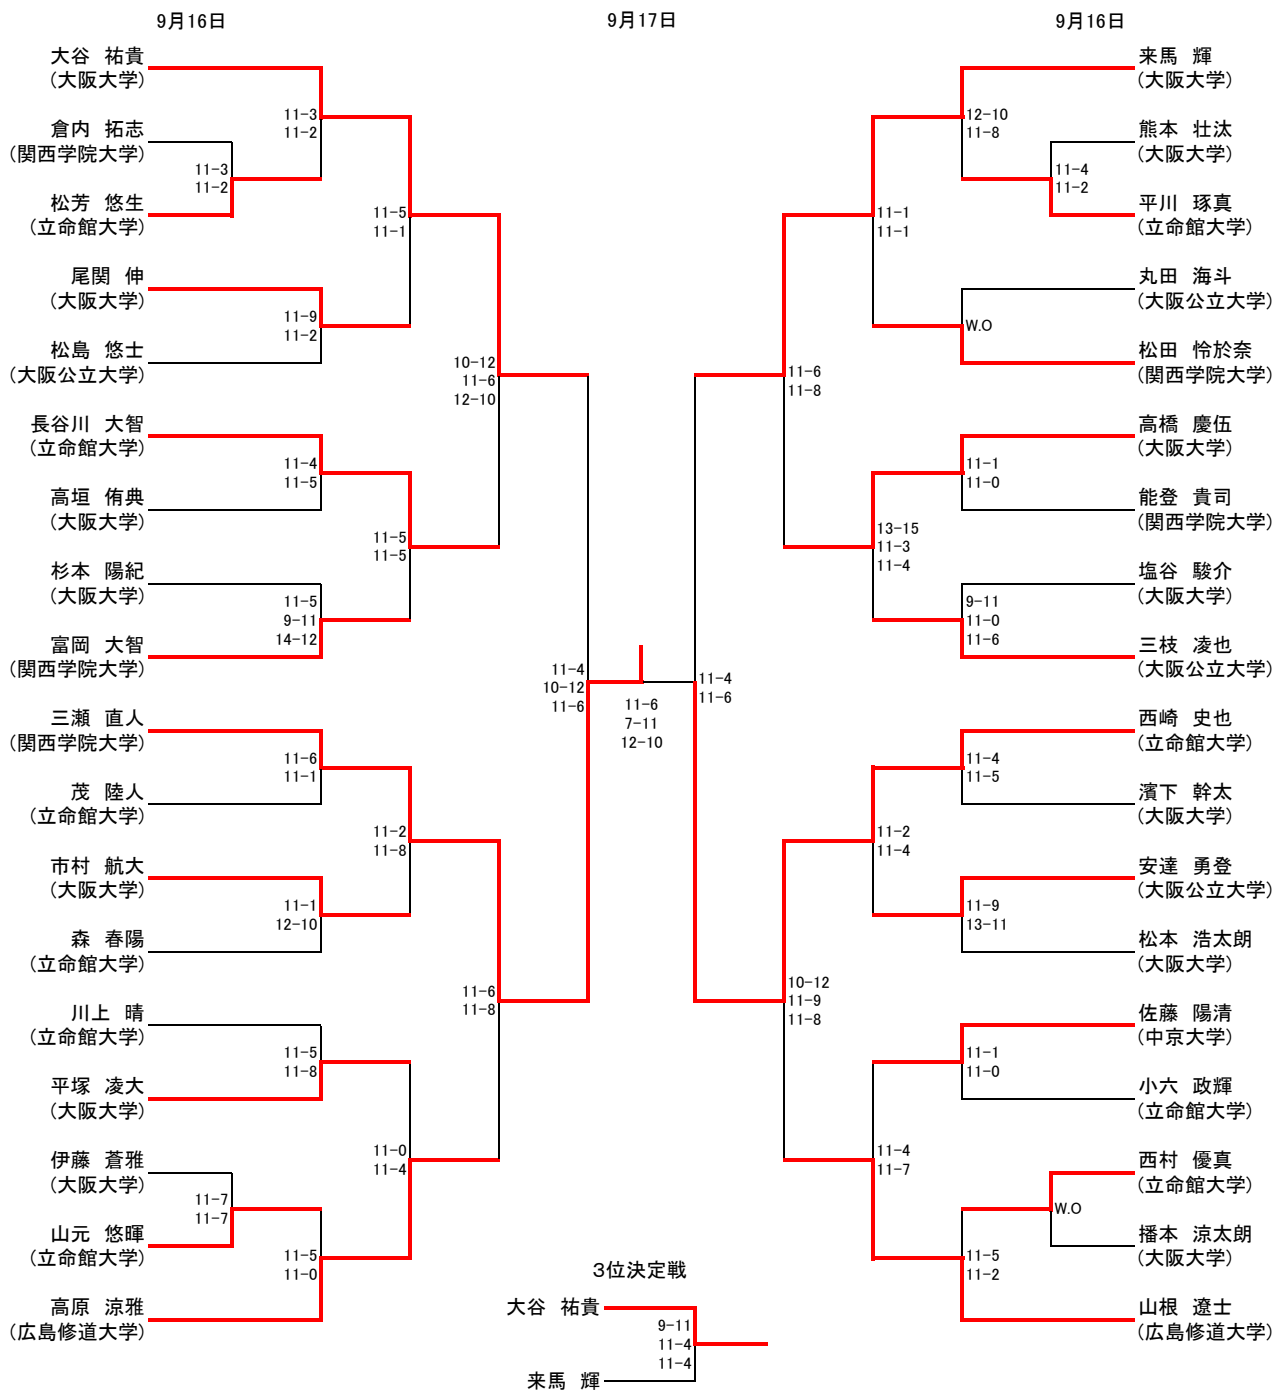 9月16日
9月17日
9月16日
大谷 祐貴
(大阪大学)
倉内 拓志
(関西学院大学)
松芳 悠生
(立命館大学)
尾関 伸
(大阪大学)
松島 悠士
(大阪公立大学)
長谷川 大智
(立命館大学)
高垣 侑典
(大阪大学)
杉本 陽紀
(大阪大学)
富岡 大智
(関西学院大学)
三瀬 直人
(関西学院大学)
茂 陸人
(立命館大学)
市村 航大
(大阪大学)
森 春陽
(立命館大学)
川上 晴
(立命館大学)
平塚 凌大
(大阪大学)
伊藤 蒼雅
(大阪大学)
山元 悠暉
(立命館大学)
高原 涼雅
(広島修道大学)
11-3
11-2
11-7
11-7
11-3
11-2
11-9
11-2
11-4
11-5
11-5
9-11
14-12
11-6
11-1
11-1
12-10
11-5
11-8
11-5
11-0
11-5
11-1
11-5
11-5
11-2
11-8
11-0
11-4
10-12
11-6
12-10
11-6
11-8
11-4
10-12
11-6
11-6
7-11
12-10
11-4
11-6
11-6
11-8
10-12
11-9
11-8
11-1
11-1
13-15
11-3
11-4
11-2
11-4
11-4
11-7
12-10
11-8
W.O
11-1
11-0
9-11
11-0
11-6
11-4
11-5
11-9
13-11
11-1
11-0
11-5
11-2
11-4
11-2
W.O
来馬 輝
(大阪大学)
熊本 壮汰
(大阪大学)
平川 琢真
(立命館大学)
丸田 海斗
(大阪公立大学)
松田 怜於奈
(関西学院大学)
高橋 慶伍
(大阪大学)
能登 貴司
(関西学院大学)
塩谷 駿介
(大阪大学)
三枝 凌也
(大阪公立大学)
西崎 史也
(立命館大学)
濱下 幹太
(大阪大学)
安達 勇登
(大阪公立大学)
松本 浩太朗
(大阪大学)
佐藤 陽清
(中京大学)
小六 政輝
(立命館大学)
西村 優真
(立命館大学)
播本 涼太朗
(大阪大学)
山根 遼士
(広島修道大学)
3位決定戦
大谷 祐貴
9-11
11-4
11-4
来馬 輝